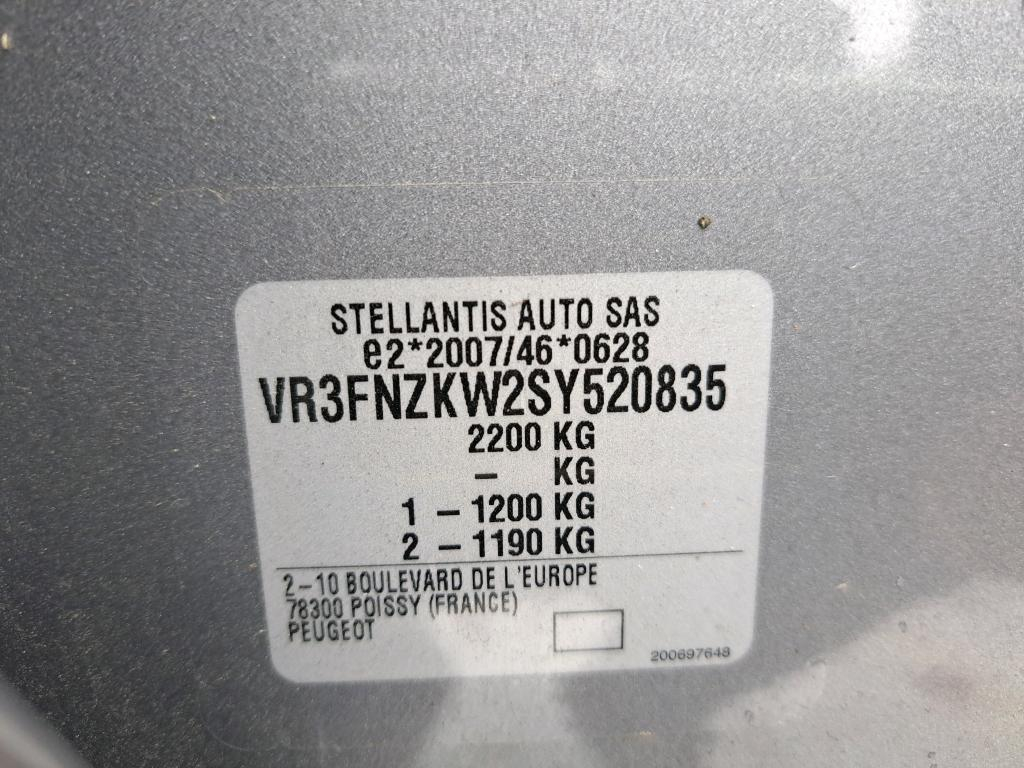 STELLANTIS AUTO SAS
e2*2007/46*0628
VR3FNZKW2SY520835
2200 KG
– KG
1 – 1200 KG
2 – 1190 KG
2–10 BOULEVARD DE L'EUROPE
78300 POISSY (FRANCE)
PEUGEOT
200697648